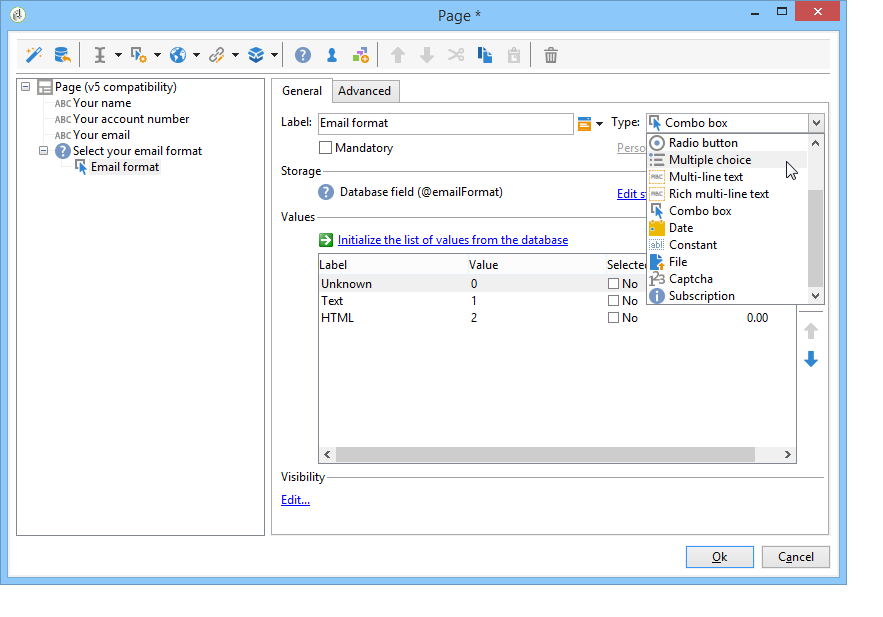 Page *
Page (v5 compatibility)
ABC Your name
ABC Your account number
ABC Your email
Select your email format
Email format
General
Advanced
Label: Email format
Type: Combo box
Mandatory
Perso
Storage
Database field (@emailFormat)
Edit s
Values
Initialize the list of values from the database
Label Value Selected
Unknown 0 No
Text 1 No
HTML 2 No 0.00
Radio button
Multiple choice
Multi-line text
Rich multi-line text
Combo box
Date
Constant
File
Captcha
Subscription
Visibility
Edit...
Ok
Cancel